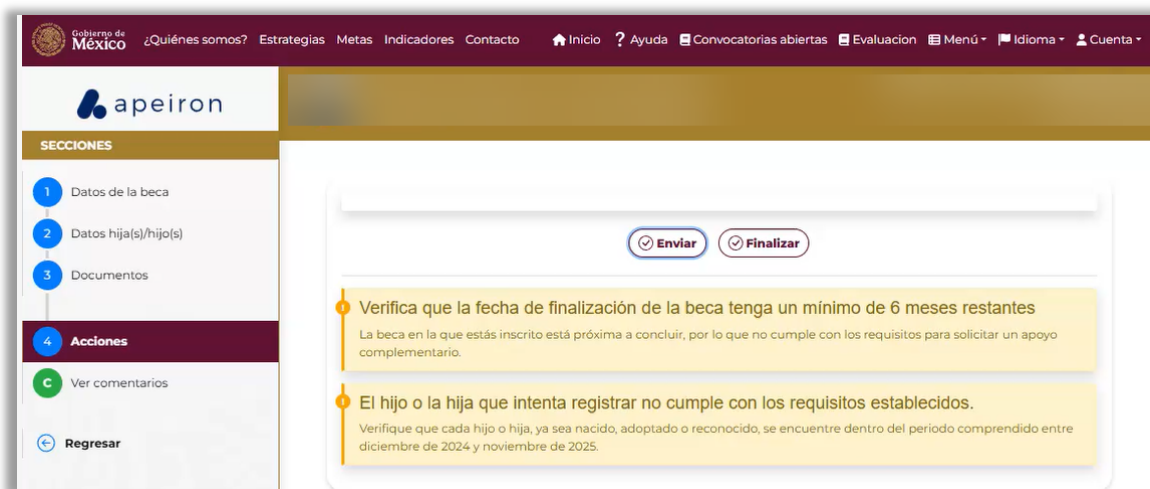 Gobierno de
México
¿Quiénes somos? Estrategias Metas Indicadores Contacto Inicio ? Ayuda Convocatorias abiertas Evaluacion Menú Idioma Cuenta
apeiron
SECCIONES
1 Datos de la beca
2 Datos hija(s)/hijo(s)
3 Documentos
4 Acciones
C Ver comentarios
Regresar
Enviar Finalizar
Verifica que la fecha de finalización de la beca tenga un mínimo de 6 meses restantes
La beca en la que estás inscrito está próxima a concluir, por lo que no cumple con los requisitos para solicitar un apoyo
complementario.
El hijo o la hija que intenta registrar no cumple con los requisitos establecidos.
Verifique que cada hijo o hija, ya sea nacido, adoptado o reconocido, se encuentre dentro del periodo comprendido entre
diciembre de 2024 y noviembre de 2025.